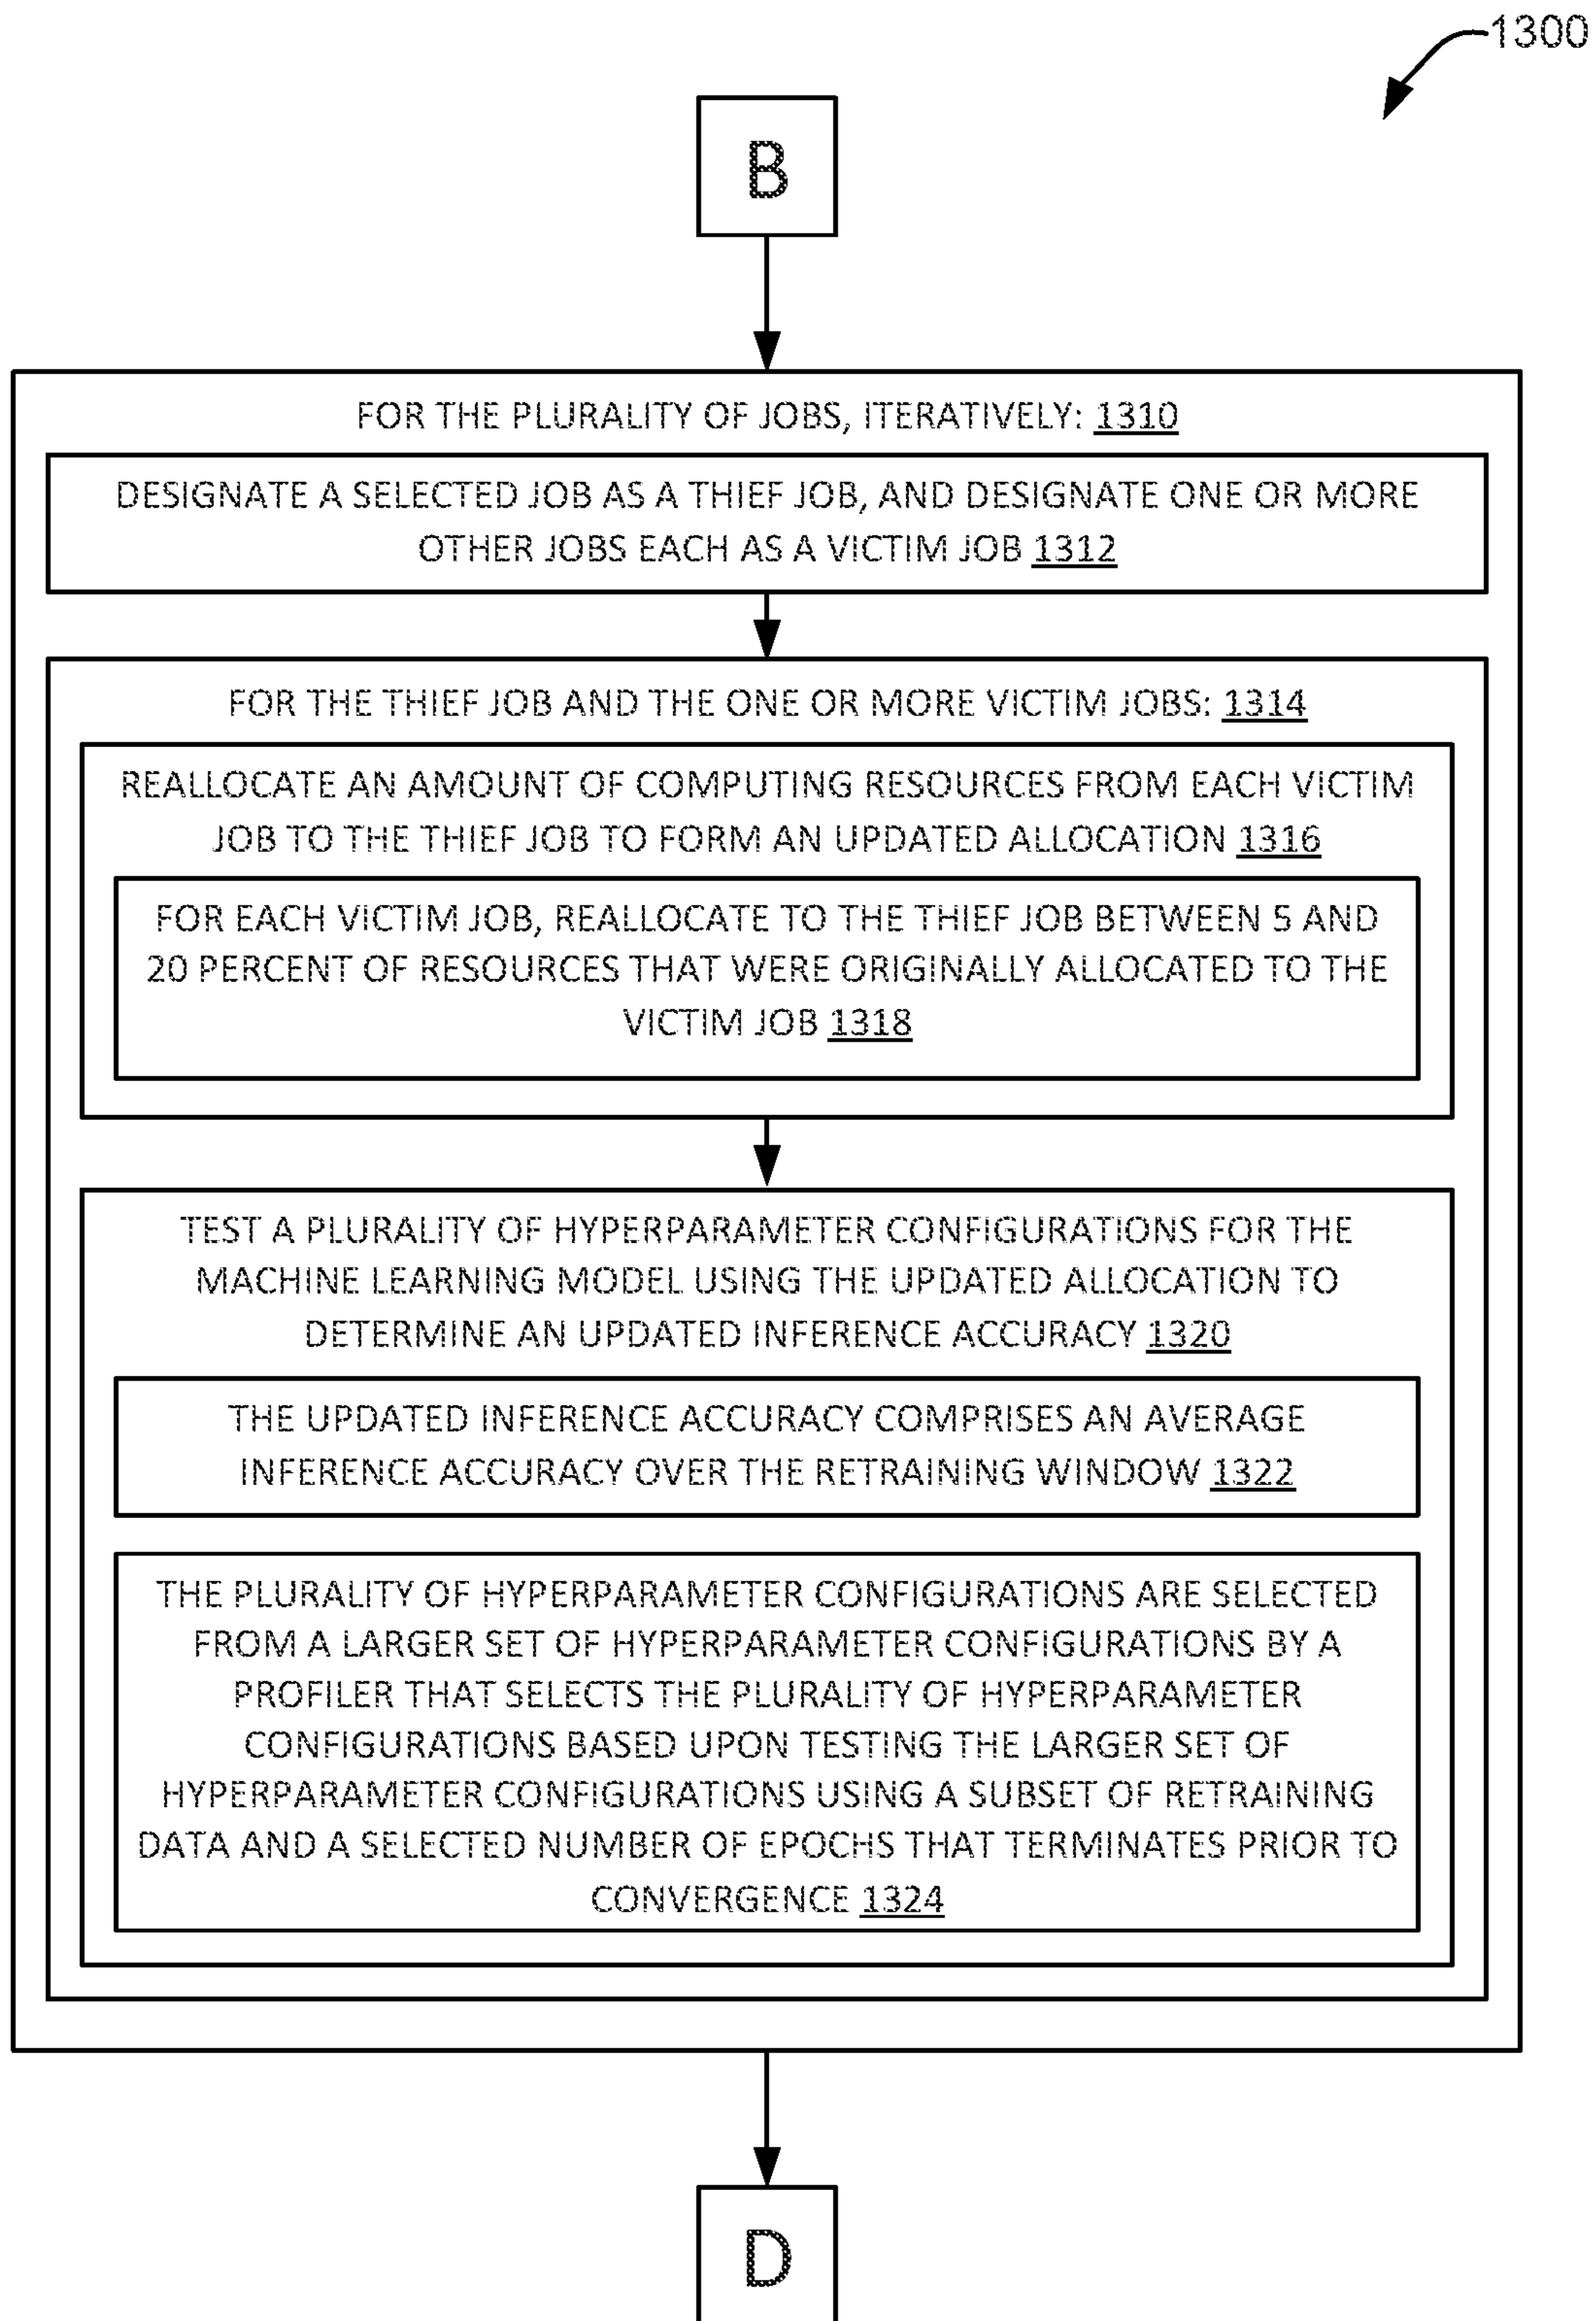 1300
B
FOR THE PLURALITY OF JOBS, ITERATIVELY: 1310
DESIGNATE A SELECTED JOB AS A THIEF JOB, AND DESIGNATE ONE OR MORE
OTHER JOBS EACH AS A VICTIM JOB 1312
FOR THE THIEF JOB AND THE ONE OR MORE VICTIM JOBS: 1314
REALLOCATE AN AMOUNT OF COMPUTING RESOURCES FROM EACH VICTIM
JOB TO THE THIEF JOB TO FORM AN UPDATED ALLOCATION 1316
FOR EACH VICTIM JOB, REALLOCATE TO THE THIEF JOB BETWEEN 5 AND
20 PERCENT OF RESOURCES THAT WERE ORIGINALLY ALLOCATED TO THE
VICTIM JOB 1318
TEST A PLURALITY OF HYPERPARAMETER CONFIGURATIONS FOR THE
MACHINE LEARNING MODEL USING THE UPDATED ALLOCATION TO
DETERMINE AN UPDATED INFERENCE ACCURACY 1320
THE UPDATED INFERENCE ACCURACY COMPRISES AN AVERAGE
INFERENCE ACCURACY OVER THE RETRAINING WINDOW 1322
THE PLURALITY OF HYPERPARAMETER CONFIGURATIONS ARE SELECTED
FROM A LARGER SET OF HYPERPARAMETER CONFIGURATIONS BY A
PROFILER THAT SELECTS THE PLURALITY OF HYPERPARAMETER
CONFIGURATIONS BASED UPON TESTING THE LARGER SET OF
HYPERPARAMETER CONFIGURATIONS USING A SUBSET OF RETRAINING
DATA AND A SELECTED NUMBER OF EPOCHS THAT TERMINATES PRIOR TO
CONVERGENCE 1324
D